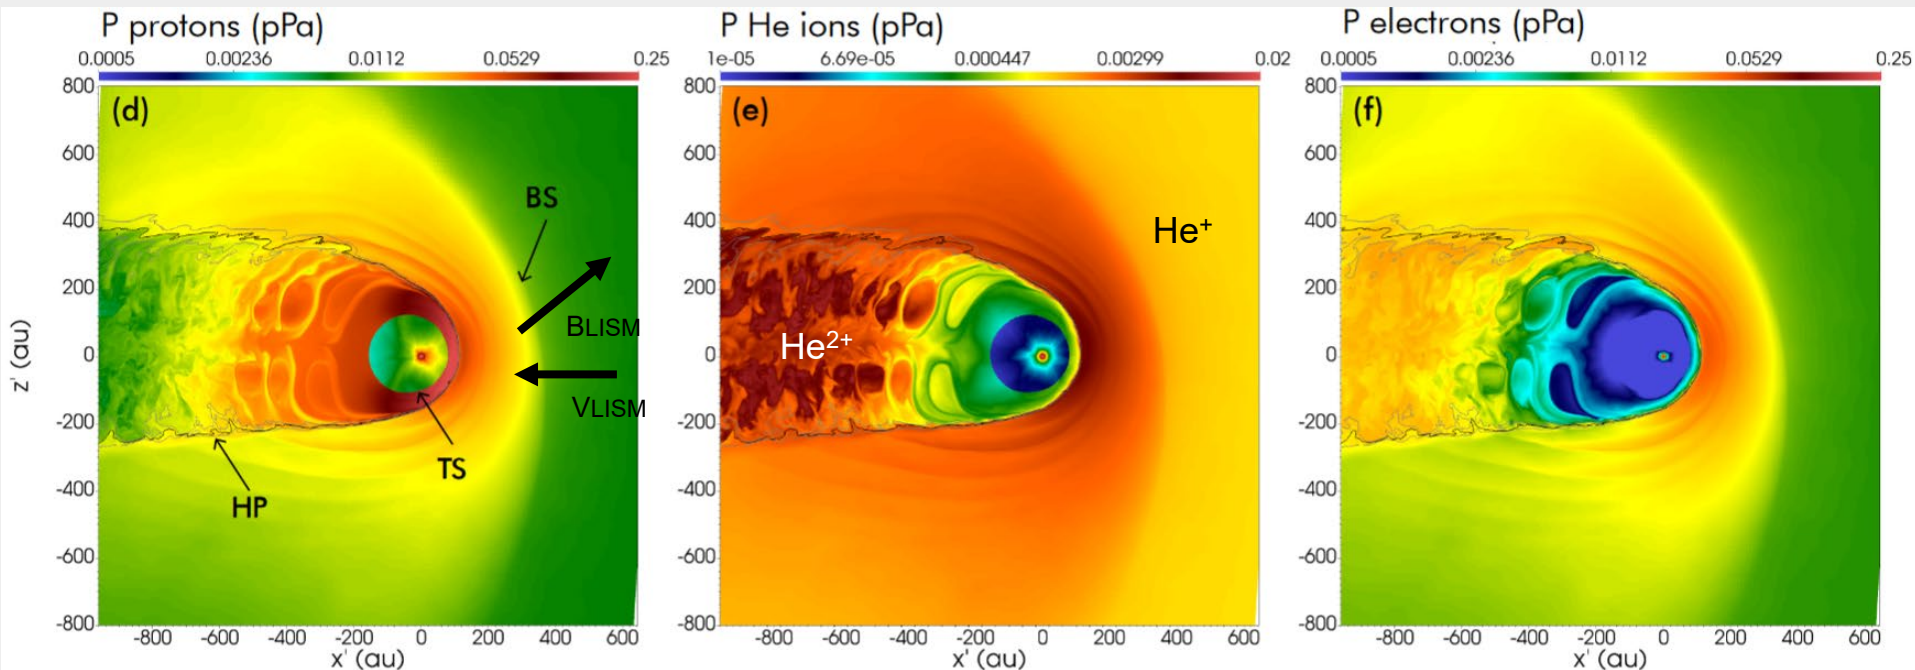 P protons (pPa)
0.0005 0.00236 0.0112 0.0529 0.25
(d)
800
600
400
200
0
-200
-400
-600
-800
z' (au)
BS
BLISM
VLISM
TS
HP
-800 -600 -400 -200 0 200 400 600
x' (au)
P He ions (pPa)
1e-05 6.69e-05 0.000447 0.00299 0.02
(e)
800
600
400
200
0
-200
-400
-600
-800
He⁺
He²⁺
-800 -600 -400 -200 0 200 400 600
x' (au)
P electrons (pPa)
0.0005 0.00236 0.0112 0.0529 0.25
(f)
800
600
400
200
0
-200
-400
-600
-800
-800 -600 -400 -200 0 200 400 600
x' (au)